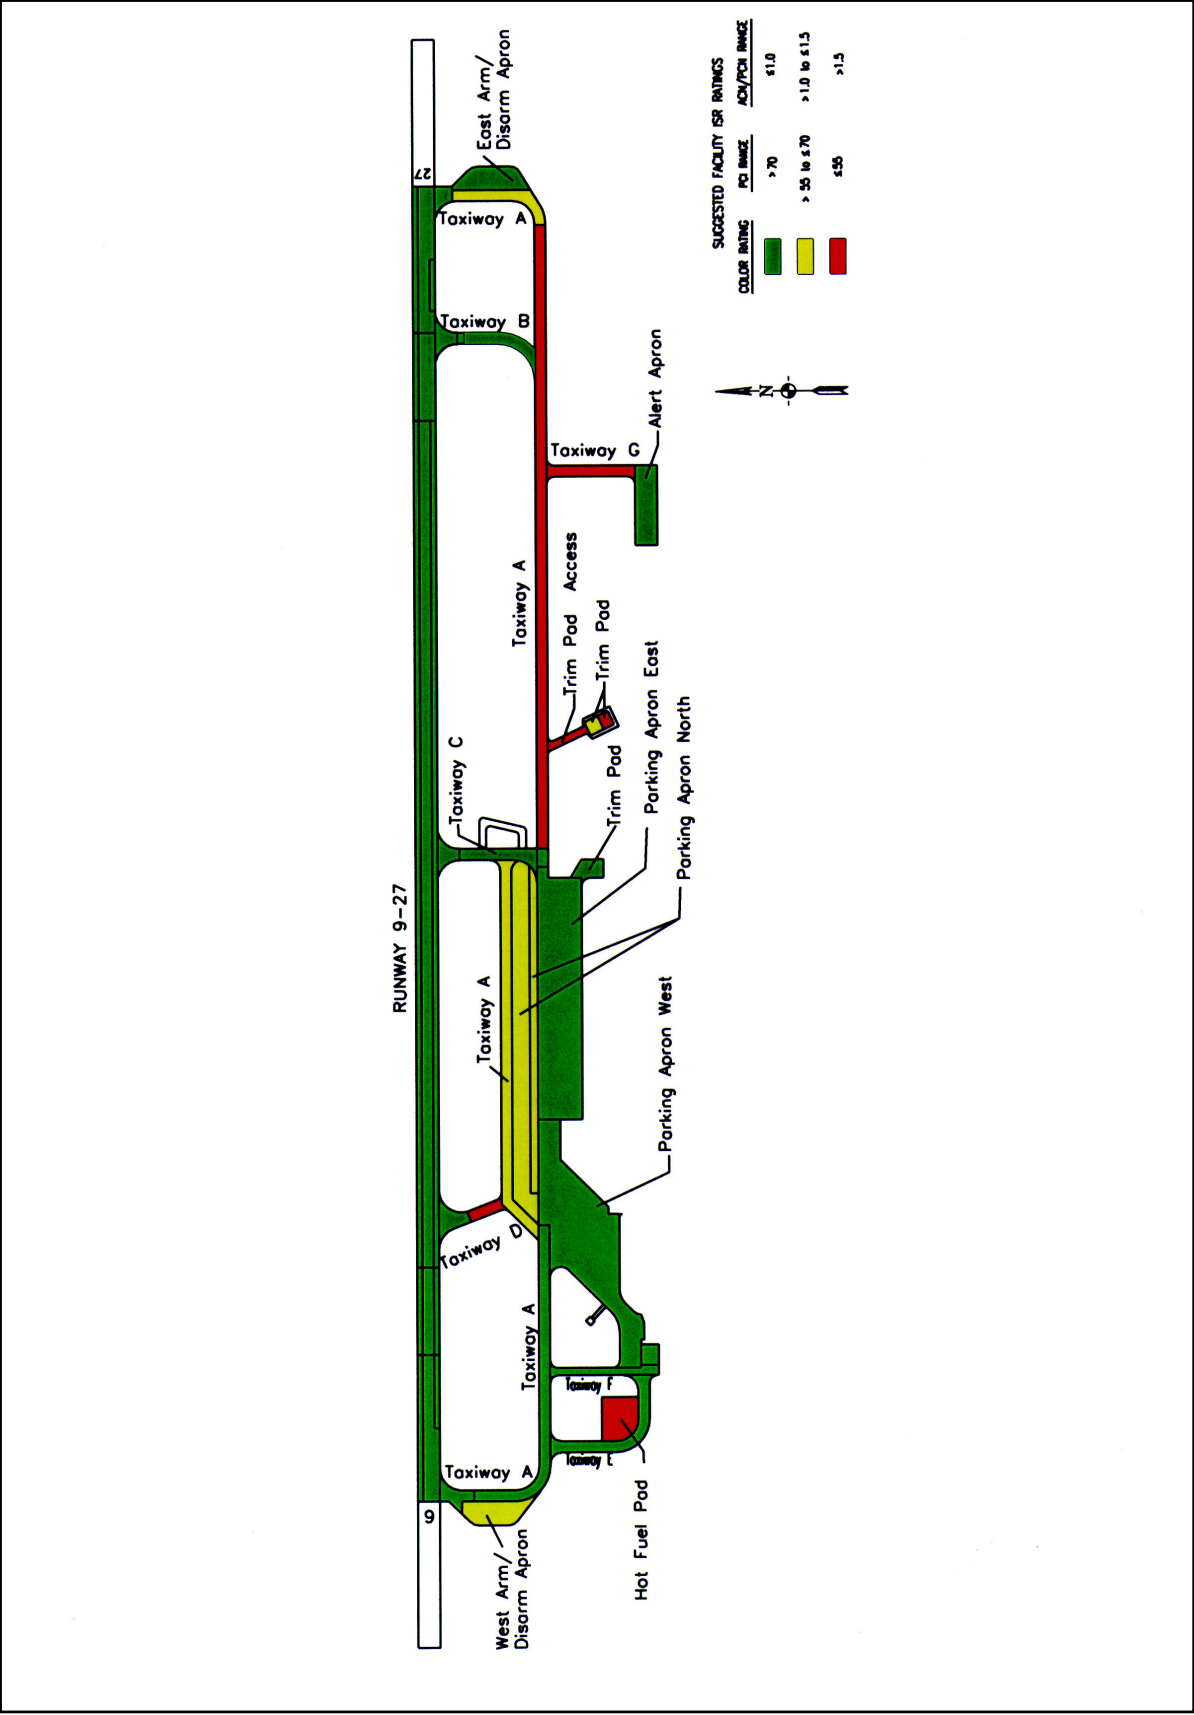 RUNWAY 9-27
27
9
East Arm/
Disarm Apron
Taxiway A
Taxiway B
Taxiway G
Alert Apron
Taxiway A
Trim Pad Access
Trim Pad
Taxiway C
Trim Pad
Parking Apron East
Parking Apron North
Taxiway A
Parking Apron West
Taxiway D
Taxiway A
Taxiway F
Taxiway E
Taxiway A
Hot Fuel Pad
West Arm/
Disarm Apron
N
SUGGESTED FACILITY ISR RATINGS
COLOR RATING PCI RANGE ACN/PCN RANGE
>70 ≤1.0
> 55 to ≤70 >1.0 to ≤1.5
≤55 >1.5